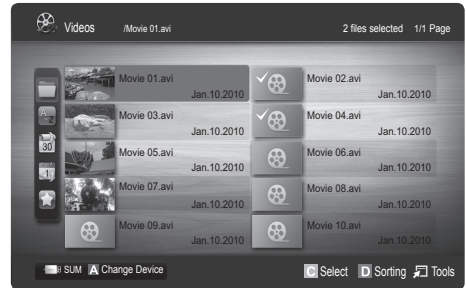 Videos /Movie 01.avi 2 files selected 1/1 Page
Movie 01.avi Movie 02.avi
Jan.10.2010 Jan.10.2010
Movie 03.avi Movie 04.avi
Jan.10.2010 Jan.10.2010
30
Movie 05.avi Movie 06.avi
Jan.10.2010 Jan.10.2010
1
Movie 07.avi Movie 08.avi
Jan.10.2010 Jan.10.2010
Movie 09.avi Movie 10.avi
Jan.10.2010 Jan.10.2010
SUM A Change Device C Select D Sorting Tools